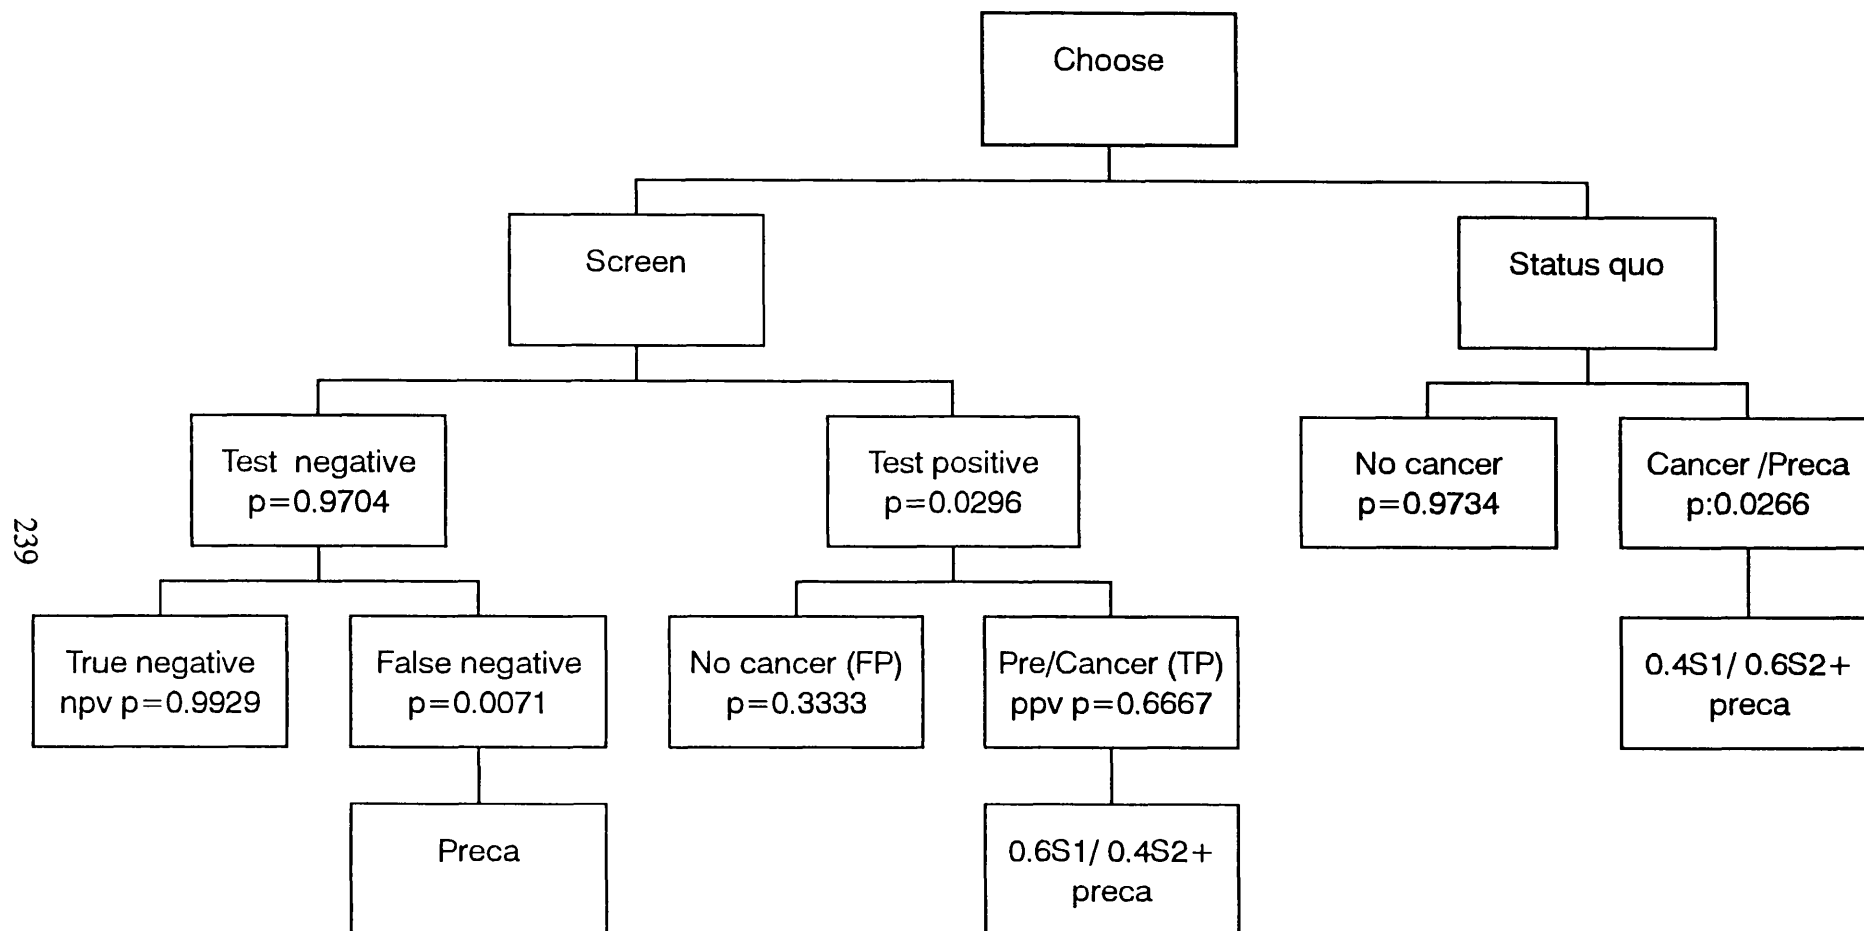 Choose
Screen
Status quo
Test negative
p=0.9704
Test positive
p=0.0296
No cancer
p=0.9734
Cancer /Preca
p:0.0266
True negative
npv p=0.9929
False negative
p=0.0071
No cancer (FP)
p=0.3333
Pre/Cancer (TP)
ppv p=0.6667
0.4S1/ 0.6S2+
preca
Preca
0.6S1/ 0.4S2+
preca
239